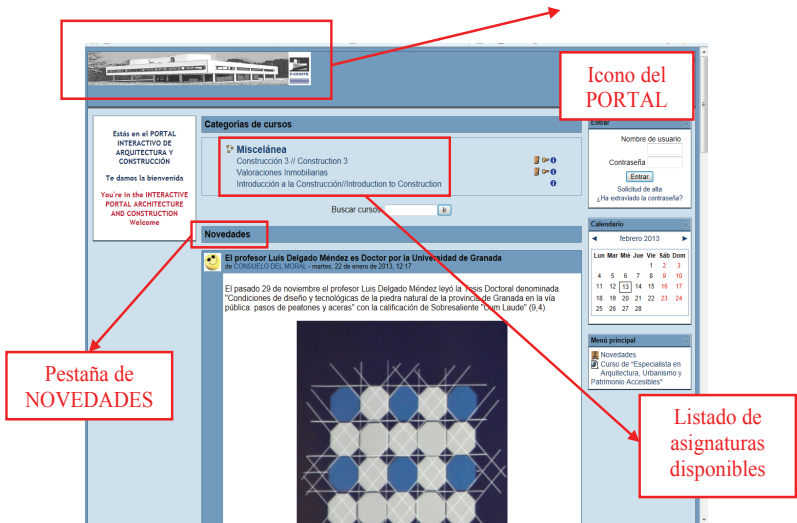 Icono del
PORTAL
Estás en el PORTAL
INTERACTIVO DE
ARQUITECTURA Y
CONSTRUCCIÓN
Te damos la bienvenida
You're in the INTERACTIVE
PORTAL ARCHITECTURE
AND CONSTRUCTION
Welcome
Categorías de cursos
Miscelánea
Construcción 3 // Construction 3
Valoraciones Inmobiliarias
Introducción a la Construcción//Introduction to Construction
Buscar cursos:
Ir
Novedades
El profesor Luis Delgado Méndez es Doctor por la Universidad de Granada
de CONSUELO DEL MORAL - martes, 22 de enero de 2013, 12:17
El pasado 29 de noviembre el profesor Luis Delgado Méndez leyó la Tesis Doctoral denominada
"Condiciones de diseño y tecnológicas de la piedra natural de la provincia de Granada en la vía
pública: pasos de peatones y aceras" con la calificación de Sobresaliente "Cum Laude" (9,4).
Entrar
Nombre de usuario
Contraseña
Entrar
Solicitud de alta
¿Ha extraviado la contraseña?
Calendario
◄ febrero 2013 ►
Lun Mar Mié Jue Vie Sáb Dom
1 2 3
4 5 6 7 8 9 10
11 12 13 14 15 16 17
18 19 20 21 22 23 24
25 26 27 28
Menú principal
Novedades
Curso de "Especialista en
Arquitectura, Urbanismo y
Patrimonio Accesibles"
Pestaña de
NOVEDADES
Listado de
asignaturas
disponibles